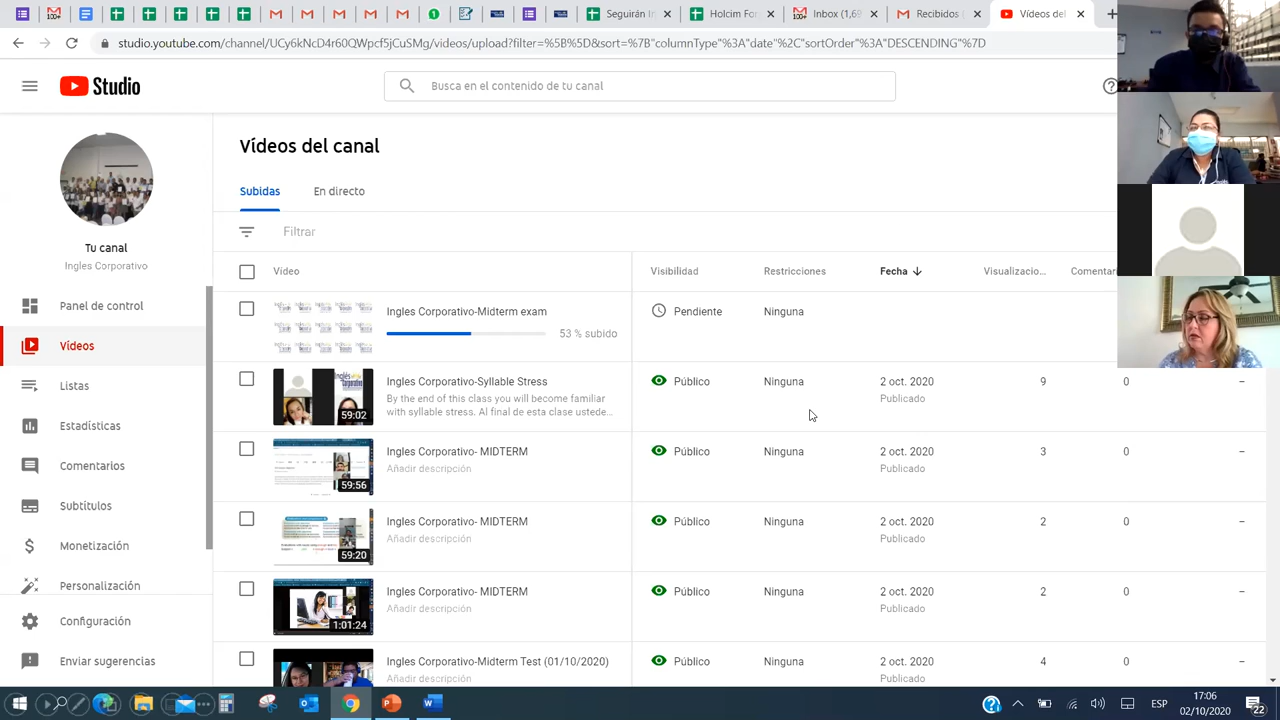 Seguirán In
Holcim For
Inbox (1.69
Recibidos
Vídeos del
studio.youtube.com/channel/UCy6kNcD4r60QWpcf5jCuOMg/videos/upload?filter=%5B%5D&sort=%7B"columnType"%3A"date"%2C"sortOrder"%3A"DESCENDING"%7D
Studio
Busca en el contenido de tu canal
Tu canal
Ingles Corporativo
Panel de control
Vídeos
Listas
Estadísticas
Comentarios
Subtítulos
Monetización
Personalización
Configuración
Enviar sugerencias
Vídeos del canal
Subidas
En directo
Filtrar
Vídeo
Visibilidad
Restricciones
Fecha
Visualizacio...
Comentar
Ingles Corporativo-Midterm exam
53 % subido
Pendiente
Ninguna
Ingles Corporativo-Syllable Stress
By the end of this class you will become familiar
with syllable stress. Al final de esta clase ustede...
59:02
Público
Ninguna
2 oct. 2020
Publicado
9
0
–
Ingles Corporativo- MIDTERM
Añadir descripción
59:56
Público
Ninguna
2 oct. 2020
Publicado
3
0
–
Ingles Corporativo- MIDTERM
Añadir descripción
59:20
Público
Ninguna
2 oct. 2020
Publicado
2
0
–
Ingles Corporativo- MIDTERM
Añadir descripción
1:01:24
Público
Ninguna
2 oct. 2020
Publicado
2
0
–
Ingles Corporativo-Midterm Test (01/10/2020)
Añadir descripción
Público
Ninguna
2 oct. 2020
Publicado
0
–
ESP
17:06
02/10/2020
22